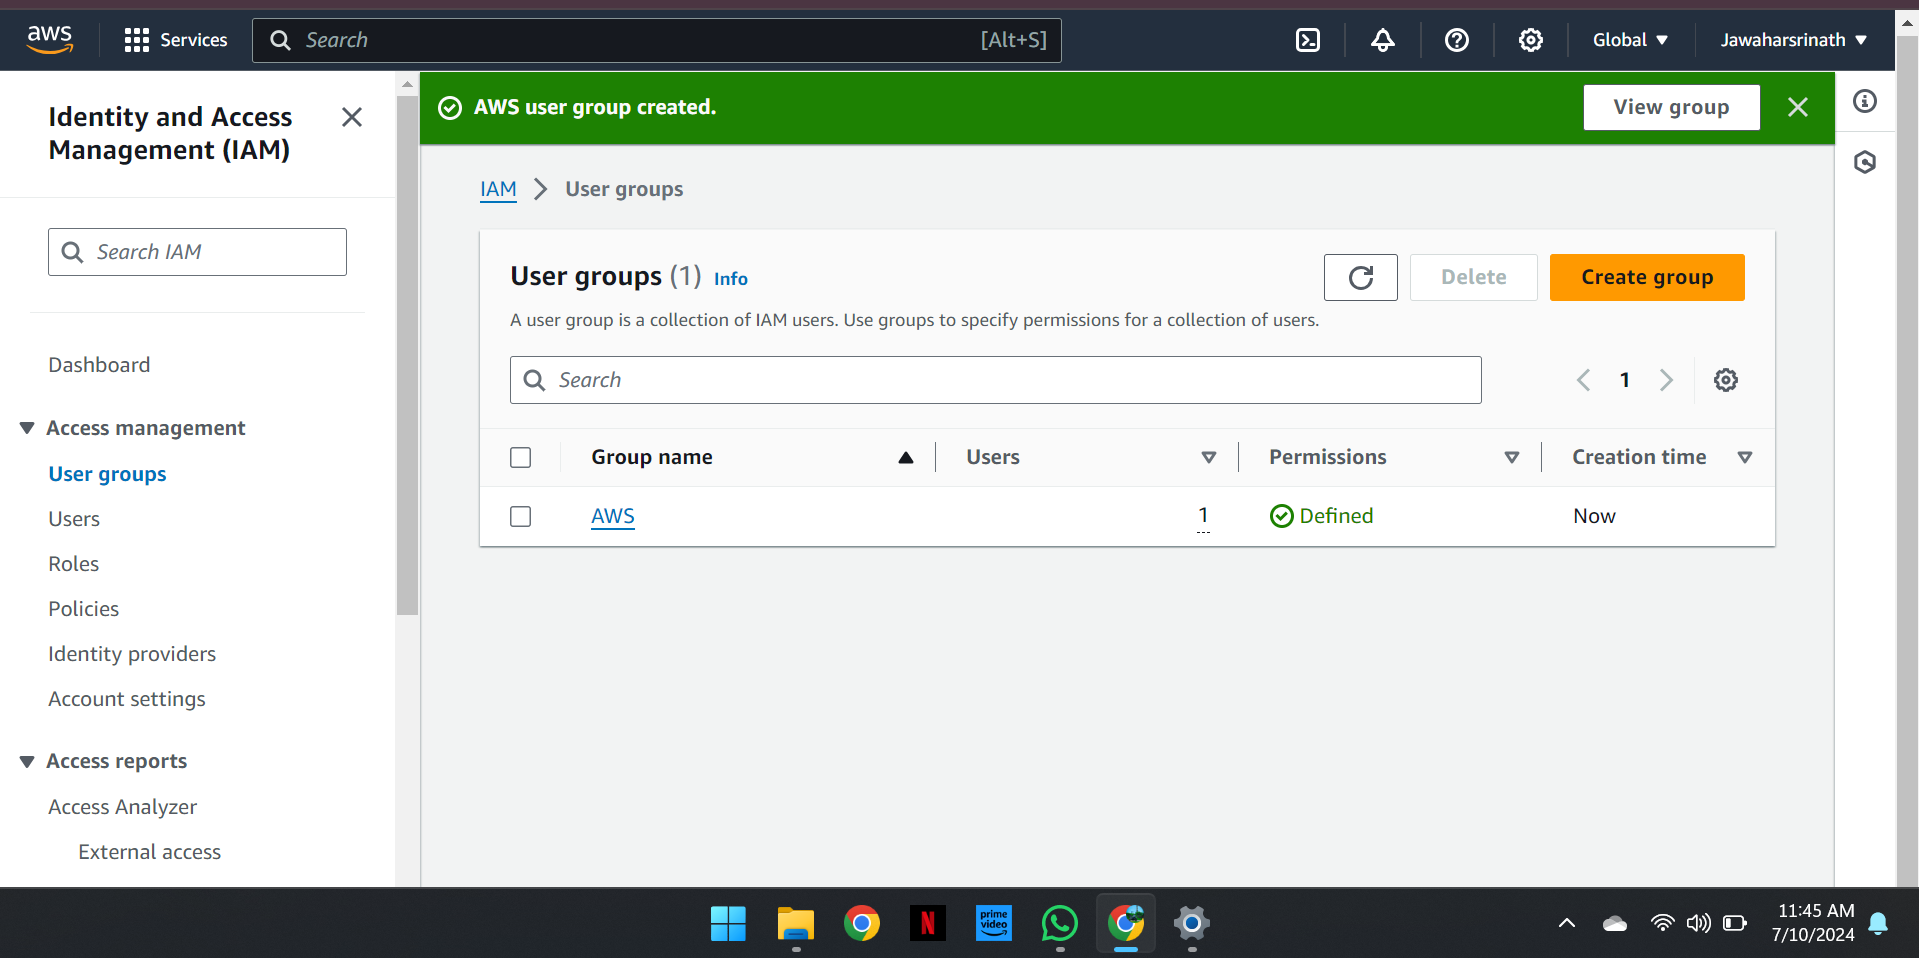 aws
Services
Search
[Alt+S]
Global
Jawaharsrinath
Identity and Access
Management (IAM)
Search IAM
Dashboard
Access management
User groups
Users
Roles
Policies
Identity providers
Account settings
Access reports
Access Analyzer
External access
AWS user group created.
View group
IAM
User groups
User groups (1) Info
Delete
Create group
A user group is a collection of IAM users. Use groups to specify permissions for a collection of users.
Search
1
Group name
Users
Permissions
Creation time
AWS
1
Defined
Now
N
prime
video
11:45 AM
7/10/2024